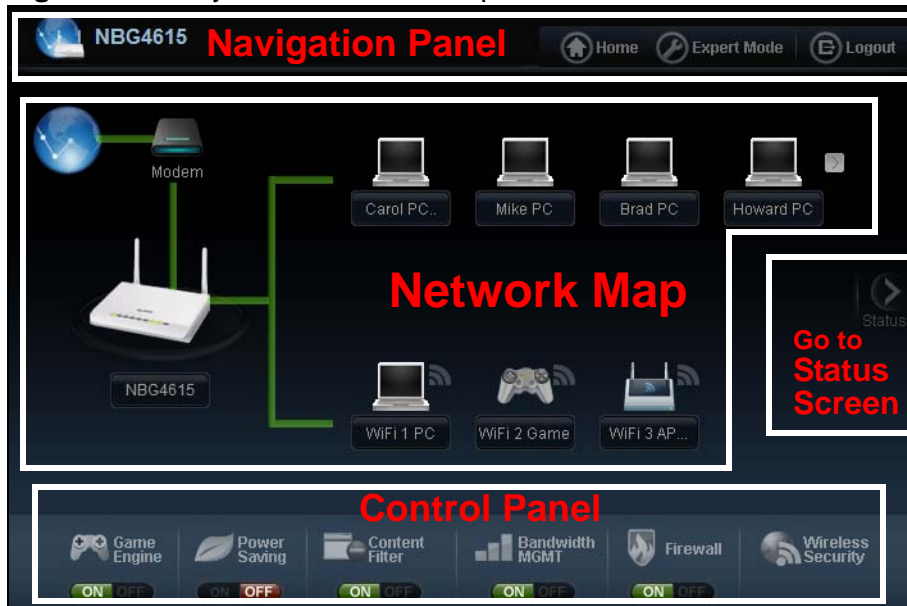 NBG4615
Navigation Panel
Home
Expert Mode
Logout
Modem
Carol PC..
Mike PC
Brad PC
Howard PC
Network Map
Status
Go to
Status
Screen
NBG4615
WiFi 1 PC
WiFi 2 Game
WiFi 3 AP...
Control Panel
Game
Engine
Power
Saving
Content
Filter
Bandwidth
MGMT
Firewall
Wireless
Security
ON OFF
ON OFF
ON OFF
ON OFF
ON OFF